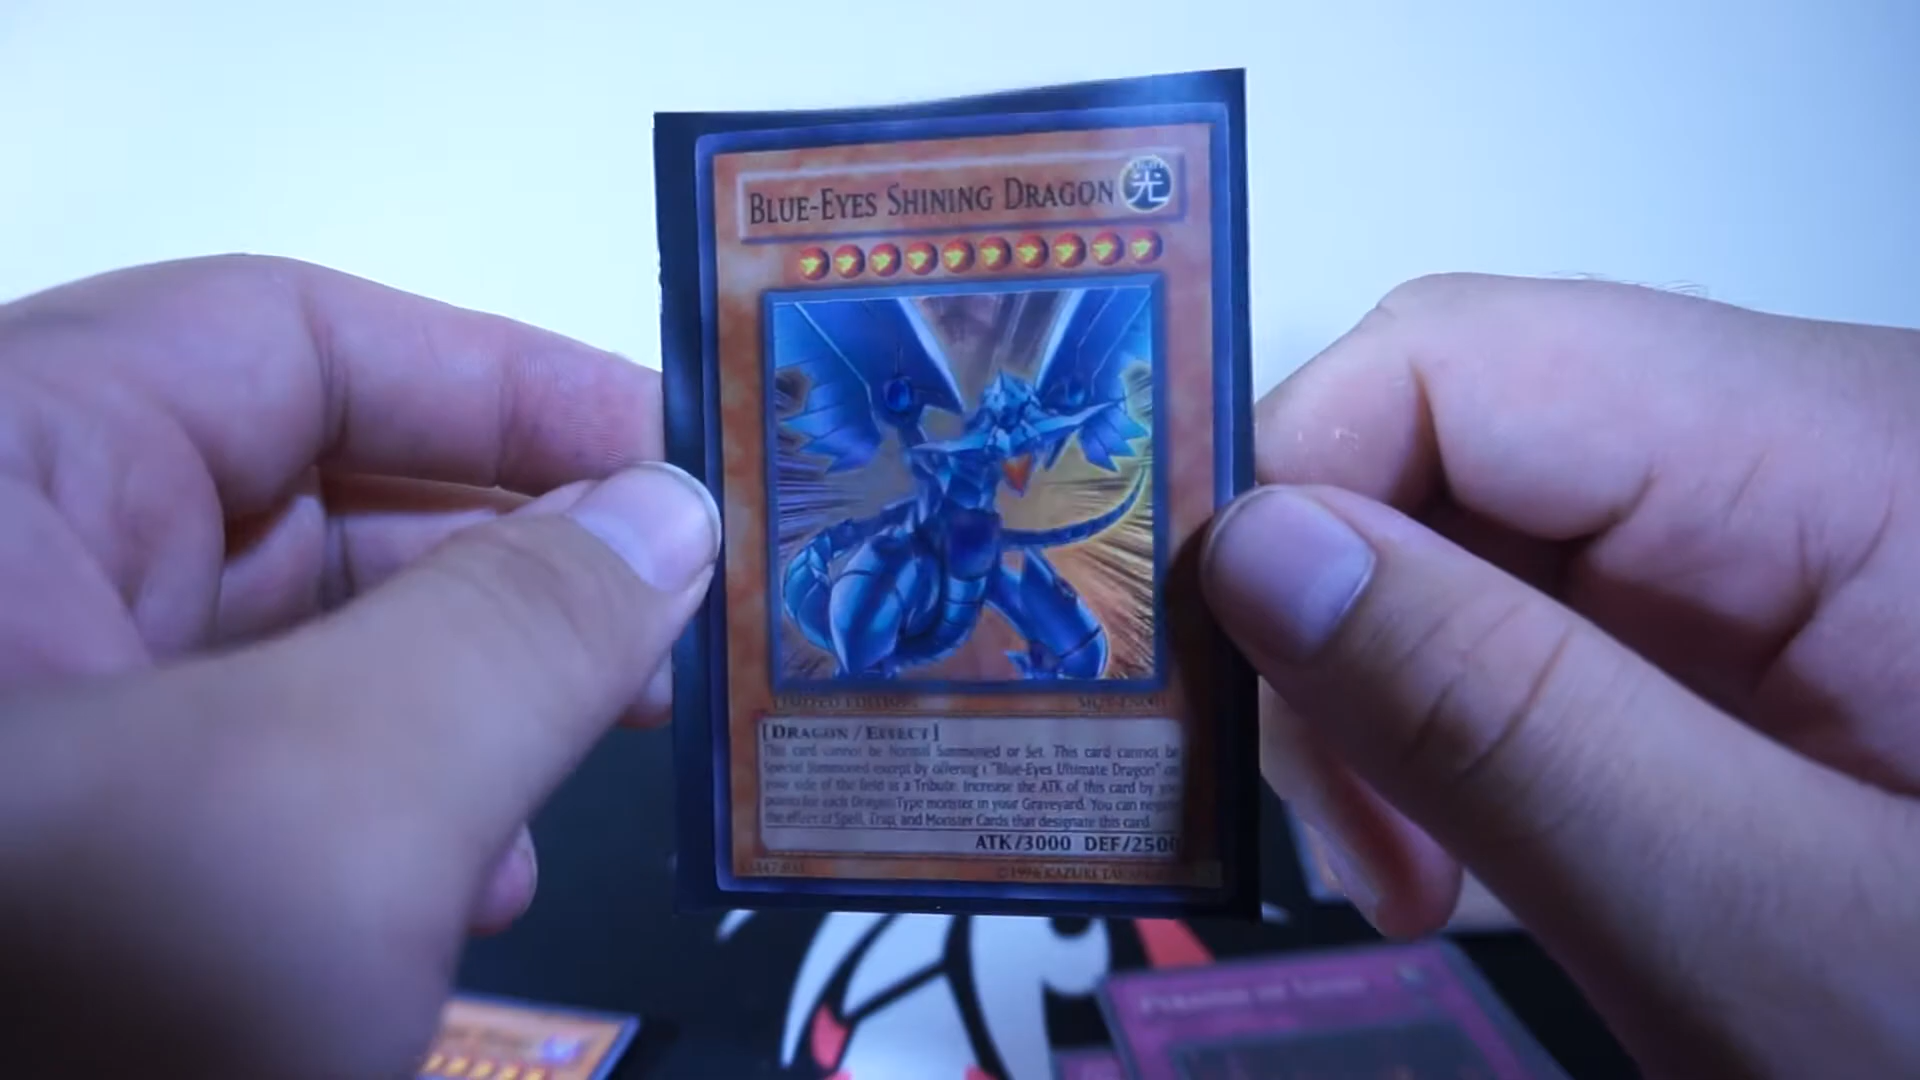 BLUE-EYES SHINING DRAGON
光
LIMITED EDITION
[DRAGON / EFFECT]
This card cannot be Normal Summoned or Set. This card cannot be
Special Summoned except by offering 1 "Blue-Eyes Ultimate Dragon" on
your side of the field as a Tribute. Increase the ATK of this card by
points for each Dragon-Type monster in your Graveyard. You can
the effect of Spell, Trap, and Monster Cards that designate this card.
ATK/3000 DEF/2500
©1996 KAZUKI